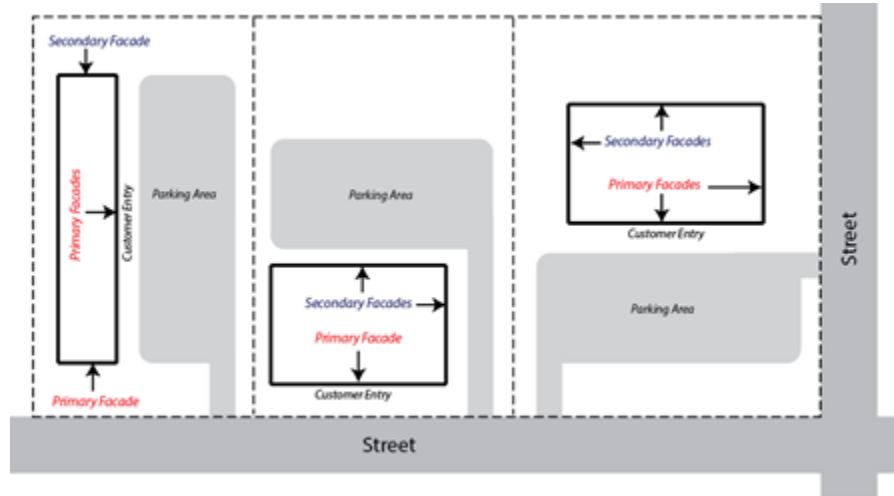 Secondary Facade
Primary Facades
Customer Entry
Parking Area
Primary Facade
Parking Area
Secondary Facades
Primary Facade
Customer Entry
Secondary Facades
Primary Facades
Customer Entry
Parking Area
Street
Street